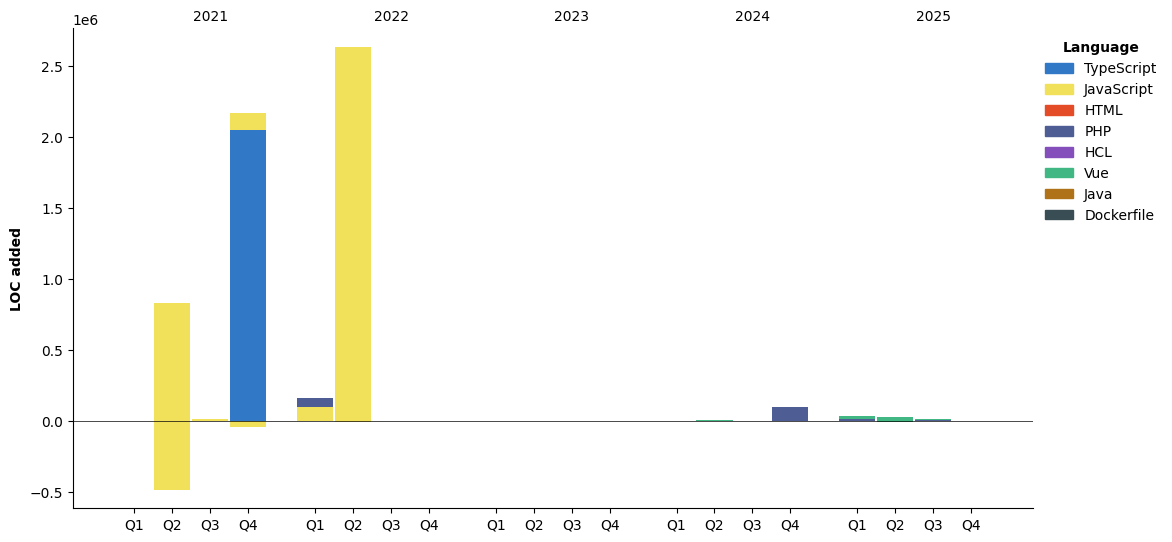 1e6
2021 2022 2023 2024 2025
Language
TypeScript
JavaScript
HTML
PHP
HCL
Vue
Java
Dockerfile
LOC added
2.5
2.0
1.5
1.0
0.5
0.0
−0.5
Q1 Q2 Q3 Q4 Q1 Q2 Q3 Q4 Q1 Q2 Q3 Q4 Q1 Q2 Q3 Q4 Q1 Q2 Q3 Q4